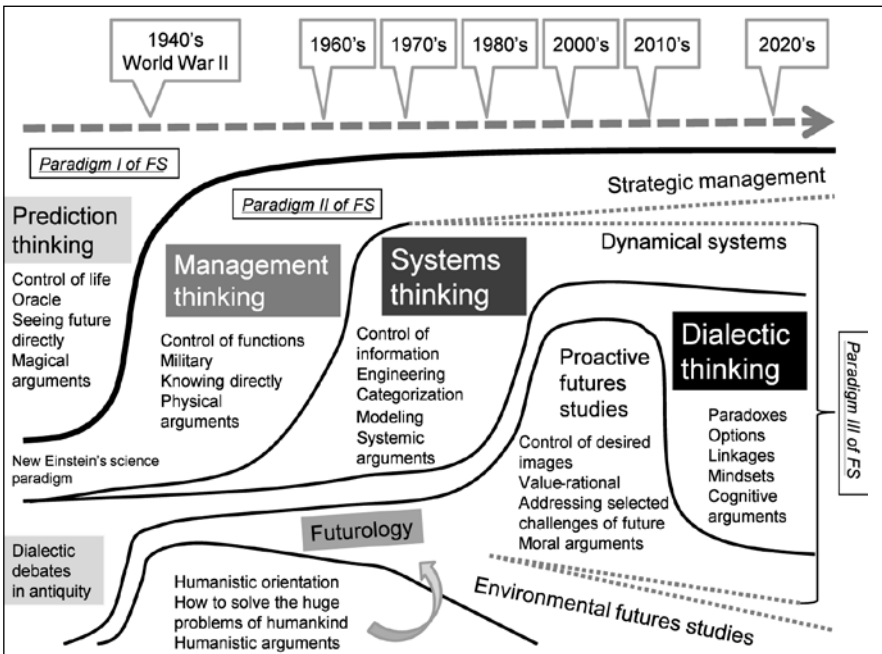 1940's
World War II
1960's
1970's
1980's
2000's
2010's
2020's
Paradigm I of FS
Paradigm II of FS
Strategic management
Prediction
thinking
Control of life
Oracle
Seeing future
directly
Magical
arguments
Management
thinking
Control of functions
Military
Knowing directly
Physical
arguments
Systems
thinking
Control of
information
Engineering
Categorization
Modeling
Systemic
arguments
Dynamical systems
Proactive
futures
studies
Control of desired
images
Value-rational
Addressing selected
challenges of future
Moral arguments
Dialectic
thinking
Paradoxes
Options
Linkages
Mindsets
Cognitive
arguments
Paradigm III of FS
New Einstein's science
paradigm
Dialectic
debates
in antiquity
Futurology
Humanistic orientation
How to solve the huge
problems of humankind
Humanistic arguments
Environmental futures studies